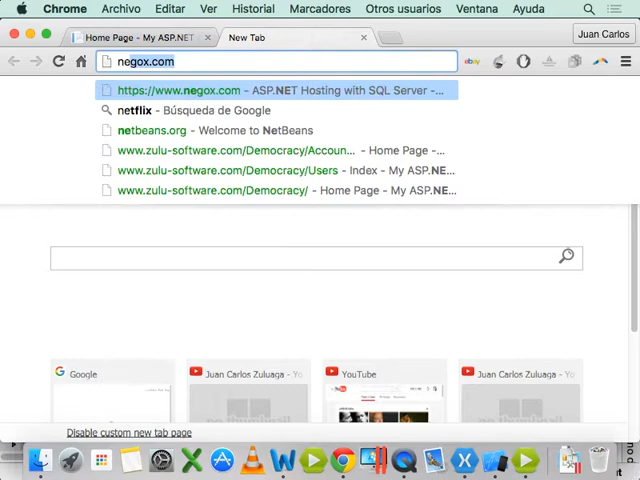 Chrome Archivo Editar Ver Historial Marcadores Otros usuarios Ventana Ayuda
Home Page - My ASP.NET
New Tab
Juan Carlos
negox.com
ebay
https://www.negox.com - ASP.NET Hosting with SQL Server -...
netflix - Búsqueda de Google
netbeans.org - Welcome to NetBeans
www.zulu-software.com/Democracy/Accoun... - Home Page -...
www.zulu-software.com/Democracy/Users - Index - My ASP.NE...
www.zulu-software.com/Democracy/ - Home Page - My ASP.NE...
Google
Juan Carlos Zuluaga - Yo
YouTube
Juan Carlos Zuluaga - Yo
Disable custom new tab page